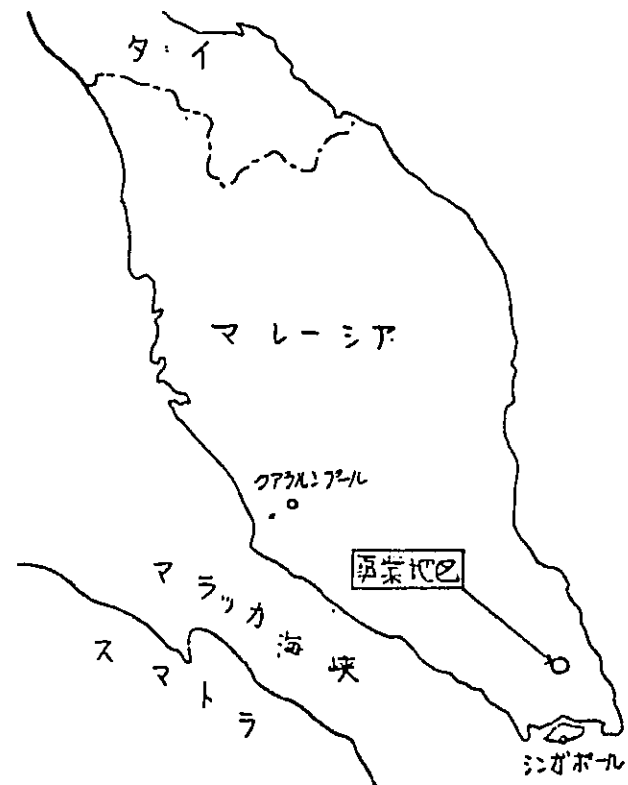 タイ
マレーシア
クアラルンプール
マラッカ海峡
スマトラ
シンガポール